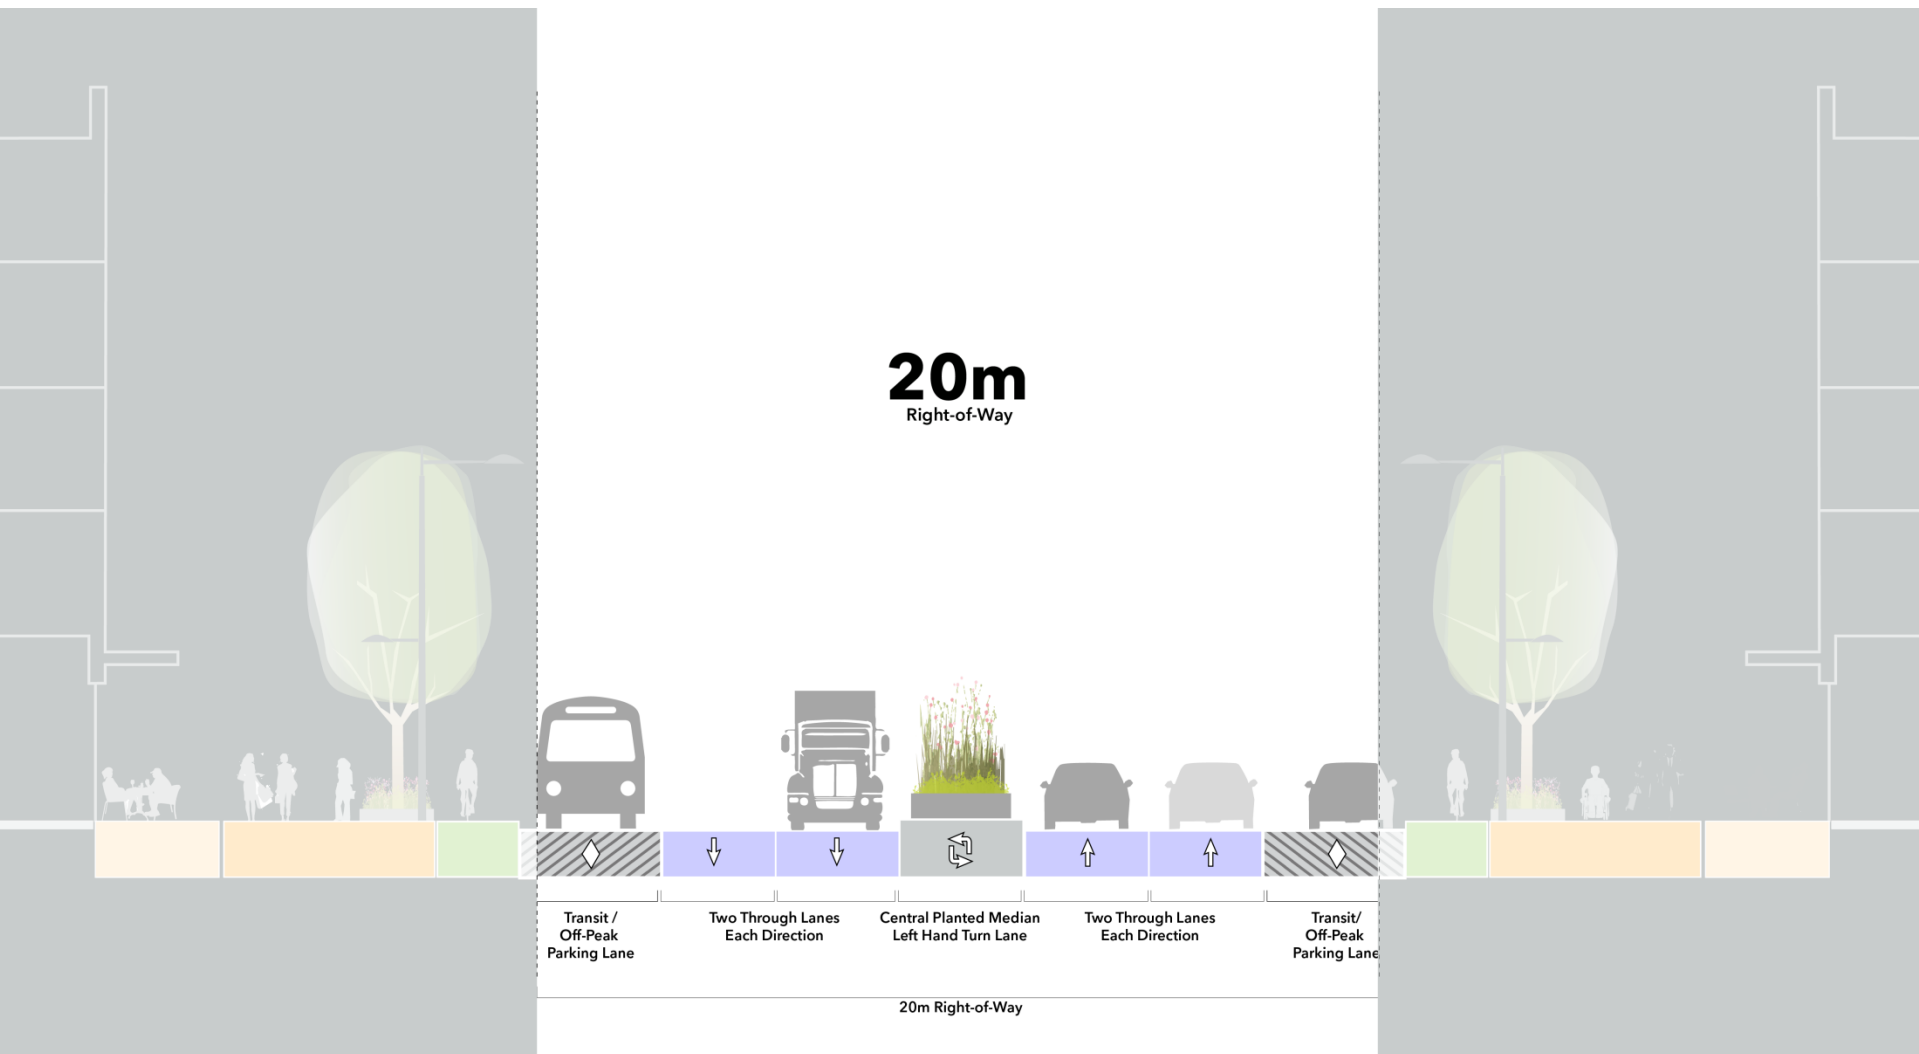 20m
Right-of-Way
Transit /
Off-Peak
Parking Lane
Two Through Lanes
Each Direction
Central Planted Median
Left Hand Turn Lane
Two Through Lanes
Each Direction
Transit/
Off-Peak
Parking Lane
20m Right-of-Way